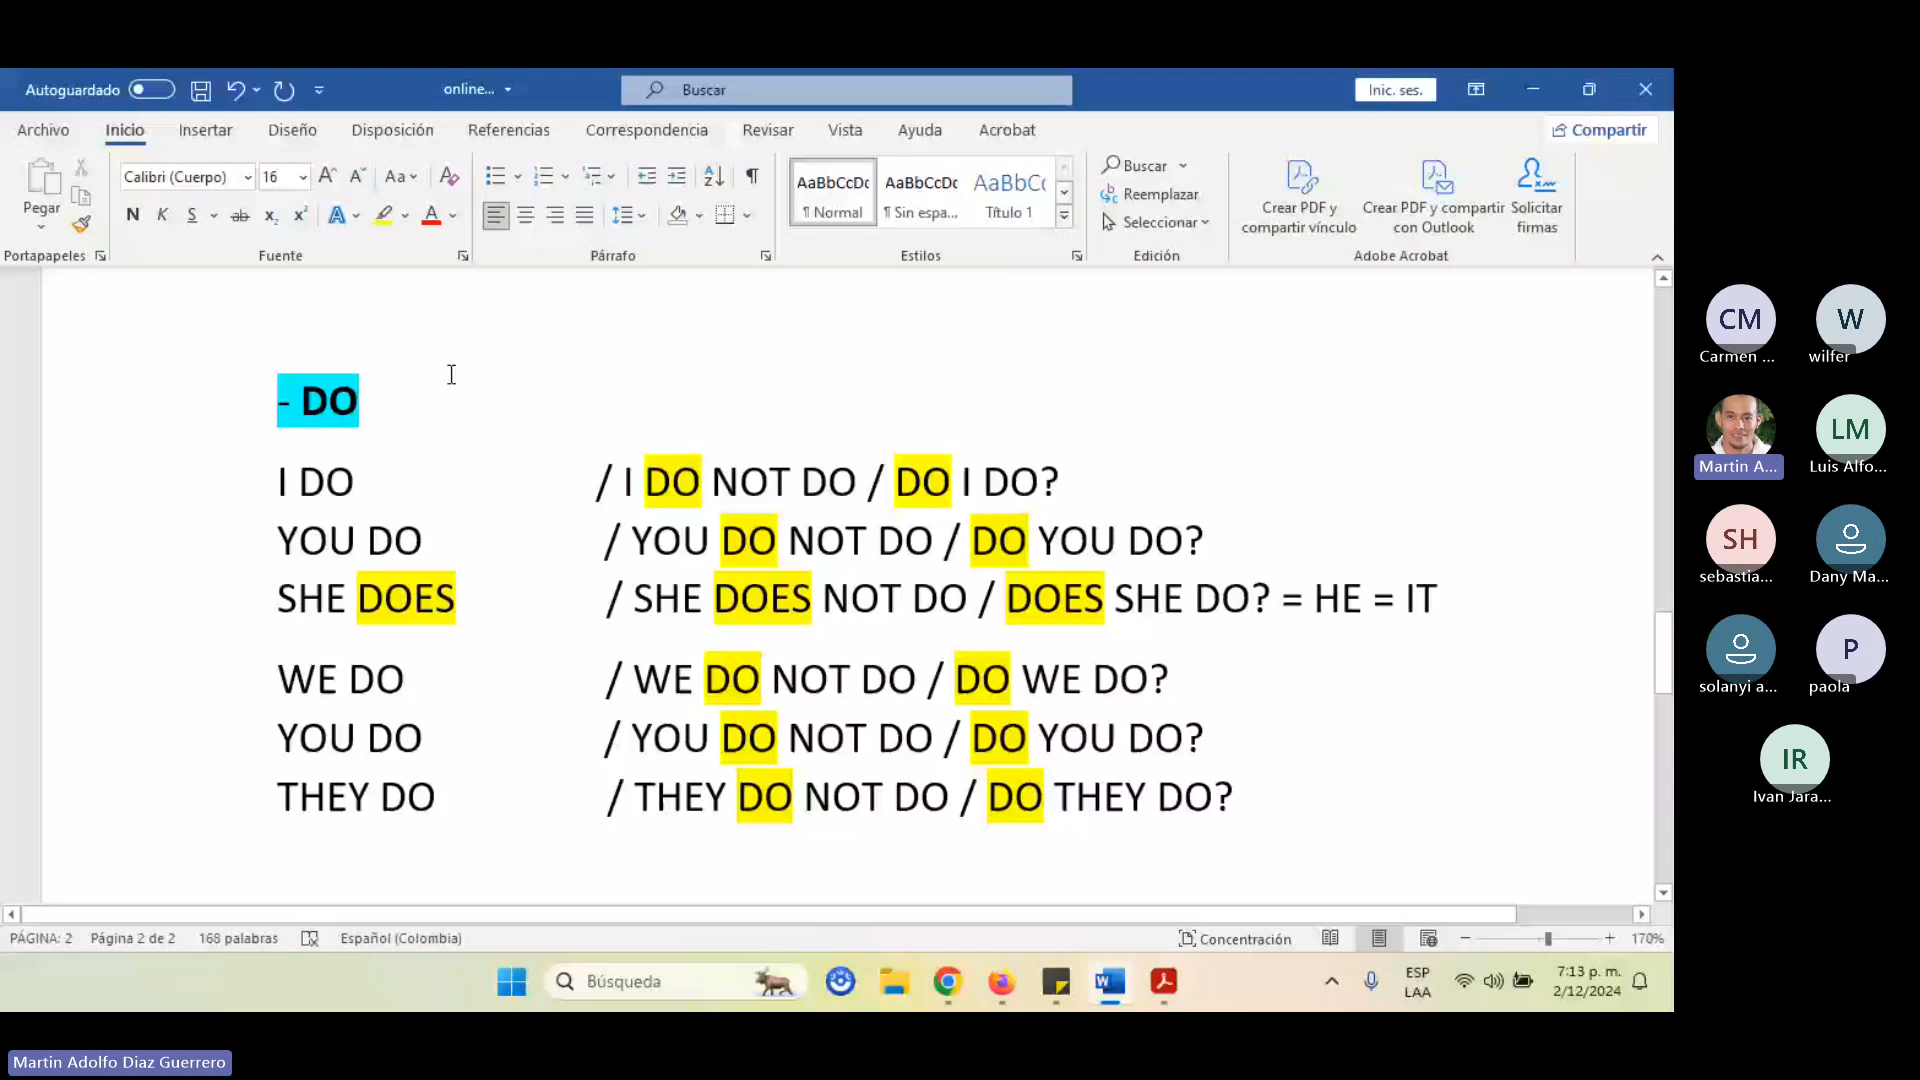 Autoguardado
online...
Buscar
Inic. ses.
Archivo
Inicio
Insertar
Diseño
Disposición
Referencias
Correspondencia
Revisar
Vista
Ayuda
Acrobat
Compartir
Pegar
Portapapeles
Calibri (Cuerpo)
16
N K S ab x₂ x² A A
Aa
Fuente
Párrafo
AaBbCcDc
¶ Normal
AaBbCcDc
¶ Sin espa...
AaBbCc
Título 1
Estilos
Buscar
Reemplazar
Seleccionar
Edición
Crear PDF y
compartir vínculo
Crear PDF y compartir
con Outlook
Solicitar
firmas
Adobe Acrobat
- DO
I DO / I DO NOT DO / DO I DO?
YOU DO / YOU DO NOT DO / DO YOU DO?
SHE DOES / SHE DOES NOT DO / DOES SHE DO? = HE = IT
WE DO / WE DO NOT DO / DO WE DO?
YOU DO / YOU DO NOT DO / DO YOU DO?
THEY DO / THEY DO NOT DO / DO THEY DO?
PÁGINA: 2
Página 2 de 2
168 palabras
Español (Colombia)
Concentración
170%
Búsqueda
ESP
LAA
7:13 p. m.
2/12/2024
CM
Carmen ...
W
wilfer
Martin A...
LM
Luis Alfo...
SH
sebastia...
Dany Ma...
solanyi a...
P
paola
IR
Ivan Jara...
Martin Adolfo Diaz Guerrero